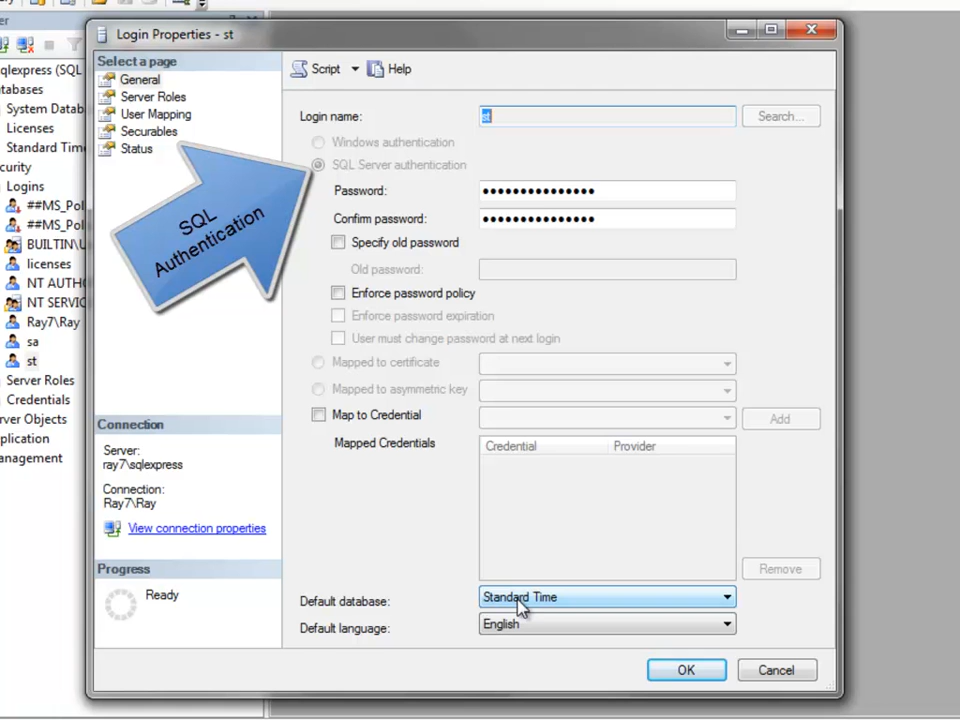 er
qlexpress (SQL
tabases
System Datab
Licenses
Standard Time
curity
Logins
##MS_Pol
##MS_Pol
BUILTIN\U
licenses
NT AUTHO
NT SERVIC
Ray7\Ray
sa
st
Server Roles
Credentials
rver Objects
plication
anagement
Login Properties - st
Select a page
General
Server Roles
User Mapping
Securables
Status
SQL
Authentication
Connection
Server:
ray7\sqlexpress
Connection:
Ray7\Ray
View connection properties
Progress
Ready
Script Help
Login name: st Search...
Windows authentication
SQL Server authentication
Password: •••••••••••••••
Confirm password: •••••••••••••••
Specify old password
Old password:
Enforce password policy
Enforce password expiration
User must change password at next login
Mapped to certificate
Mapped to asymmetric key
Map to Credential Add
Mapped Credentials Credential Provider
Remove
Default database: Standard Time
Default language: English
OK Cancel